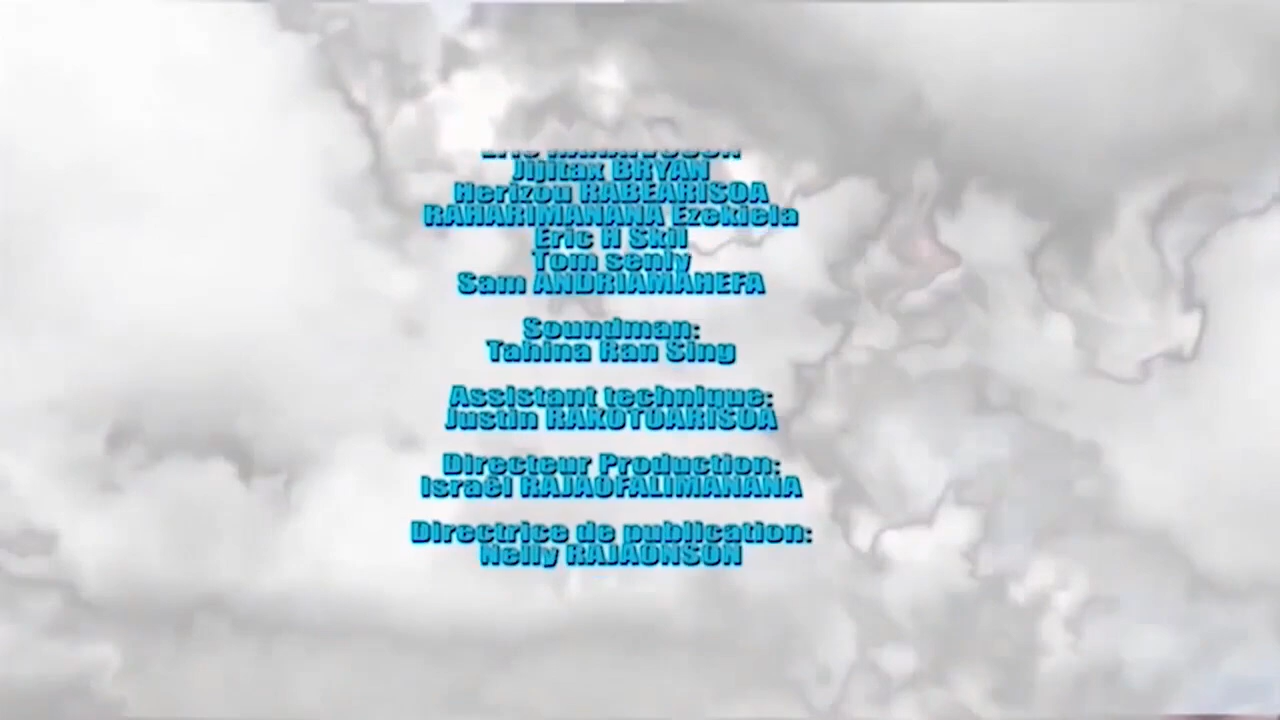 Jijitax BRYAN
Herizou RABEARISOA
RAHARIMANANA Ezekiela
Eric H Skil
Tom senly
Sam ANDRIAMAHEFA
Soundman:
Tahina Ran Sing
Assistant technique:
Justin RAKOTOARISOA
Directeur Production:
Israël RAJAOFALIMANANA
Directrice de publication:
Nelly RAJAONSON